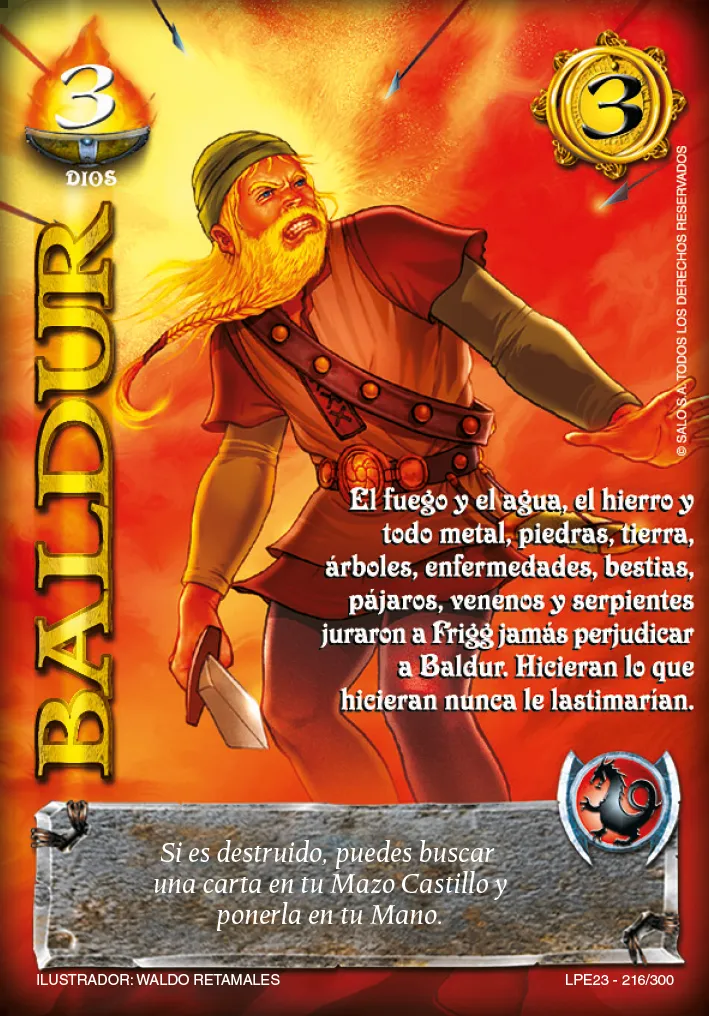 3
DIOS
3
BALDUR
© SALO S.A. TODOS LOS DERECHOS RESERVADOS
El fuego y el agua, el hierro y
todo metal, piedras, tierra,
árboles, enfermedades, bestias,
pájaros, venenos y serpientes
juraron a Frigg jamás perjudicar
a Baldur. Hicieran lo que
hicieran nunca le lastimarían.
Si es destruido, puedes buscar
una carta en tu Mazo Castillo y
ponerla en tu Mano.
ILUSTRADOR: WALDO RETAMALES
LPE23 - 216/300